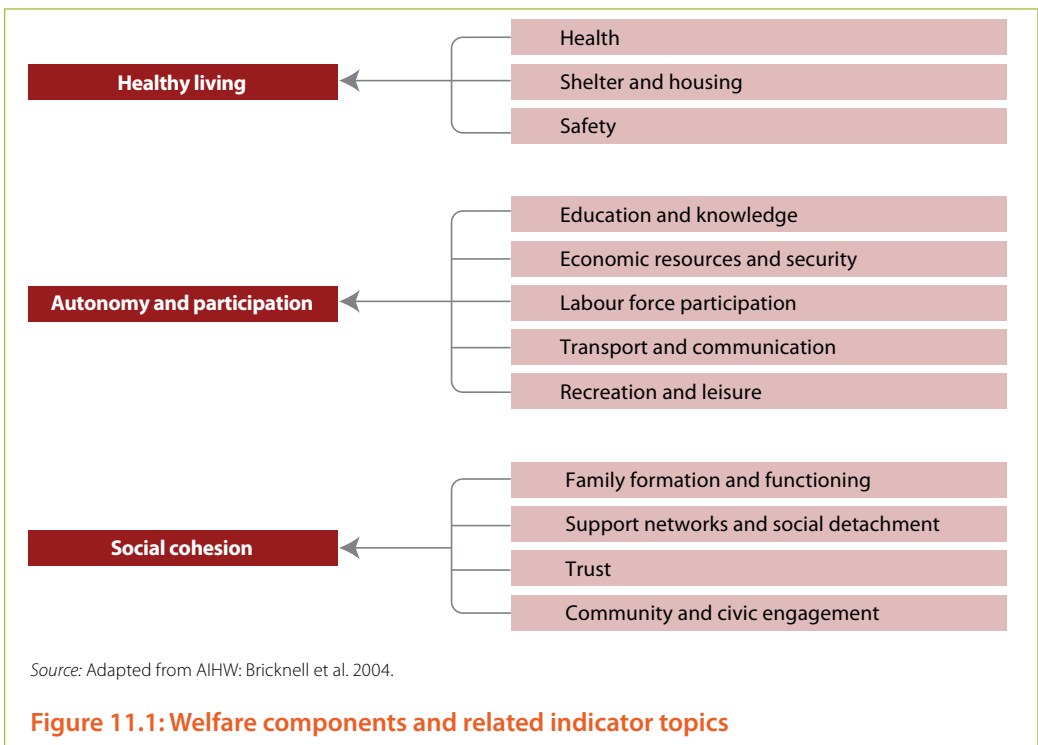 Healthy living
Health
Shelter and housing
Safety
Autonomy and participation
Education and knowledge
Economic resources and security
Labour force participation
Transport and communication
Recreation and leisure
Social cohesion
Family formation and functioning
Support networks and social detachment
Trust
Community and civic engagement
Source: Adapted from AIHW: Bricknell et al. 2004.
Figure 11.1: Welfare components and related indicator topics